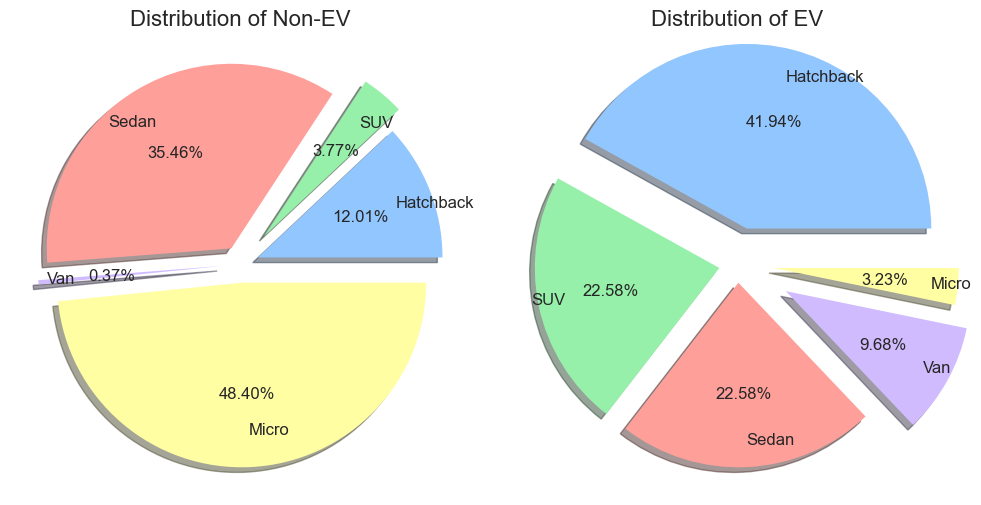 Distribution of Non-EV
Sedan
35.46%
SUV
3.77%
Hatchback
12.01%
Van
0.37%
48.40%
Micro
Distribution of EV
Hatchback
41.94%
SUV
22.58%
3.23%
Micro
9.68%
Van
22.58%
Sedan